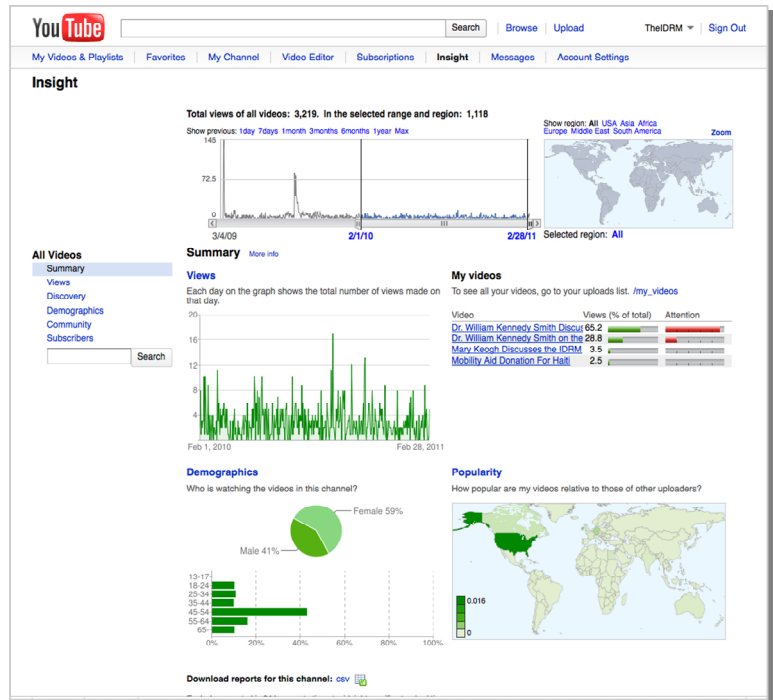 YouTube
Search
Browse
Upload
TheIDRM
Sign Out
My Videos & Playlists
Favorites
My Channel
Video Editor
Subscriptions
Insight
Messages
Account Settings
Insight
Total views of all videos: 3,219. In the selected range and region: 1,118
Show previous: 1day 7days 1month 3months 6months 1year Max
145
72.5
0
3/4/09
2/1/10
2/28/11
Show region: All USA Asia Africa
Europe Middle East South America
Zoom
Selected region: All
All Videos
Summary
Views
Discovery
Demographics
Community
Subscribers
Search
Summary More info
Views
Each day on the graph shows the total number of views made on
that day.
20
16
12
8
4
Feb 1, 2010
Feb 28, 2011
My videos
To see all your videos, go to your uploads list. /my_videos
Video Views (% of total) Attention
Dr. William Kennedy Smith Discus 65.2
Dr. William Kennedy Smith on the 28.8
Mary Keogh Discusses the IDRM 3.5
Mobility Aid Donation For Haiti 2.5
Demographics
Who is watching the videos in this channel?
Female 59%
Male 41%
13-17
18-24
25-34
35-44
45-54
55-64
65-
0% 20% 40% 60% 80% 100%
Popularity
How popular are my videos relative to those of other uploaders?
0.016
0
Download reports for this channel: csv